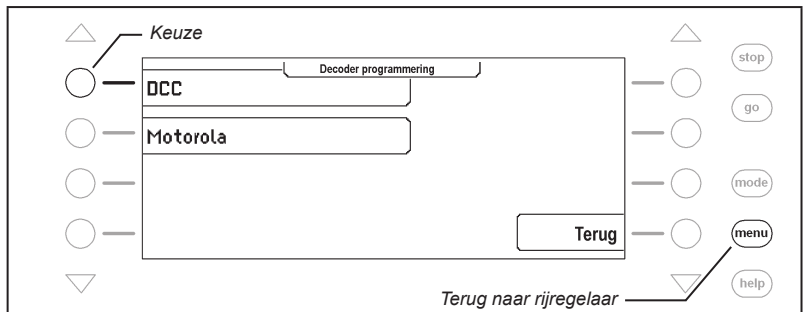 Keuze
stop
Decoder programmering
DCC
go
Motorola
mode
Terug
menu
help
Terug naar rijregelaar